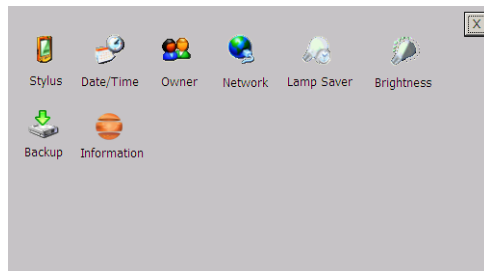 X
Stylus Date/Time Owner Network Lamp Saver Brightness
Backup Information